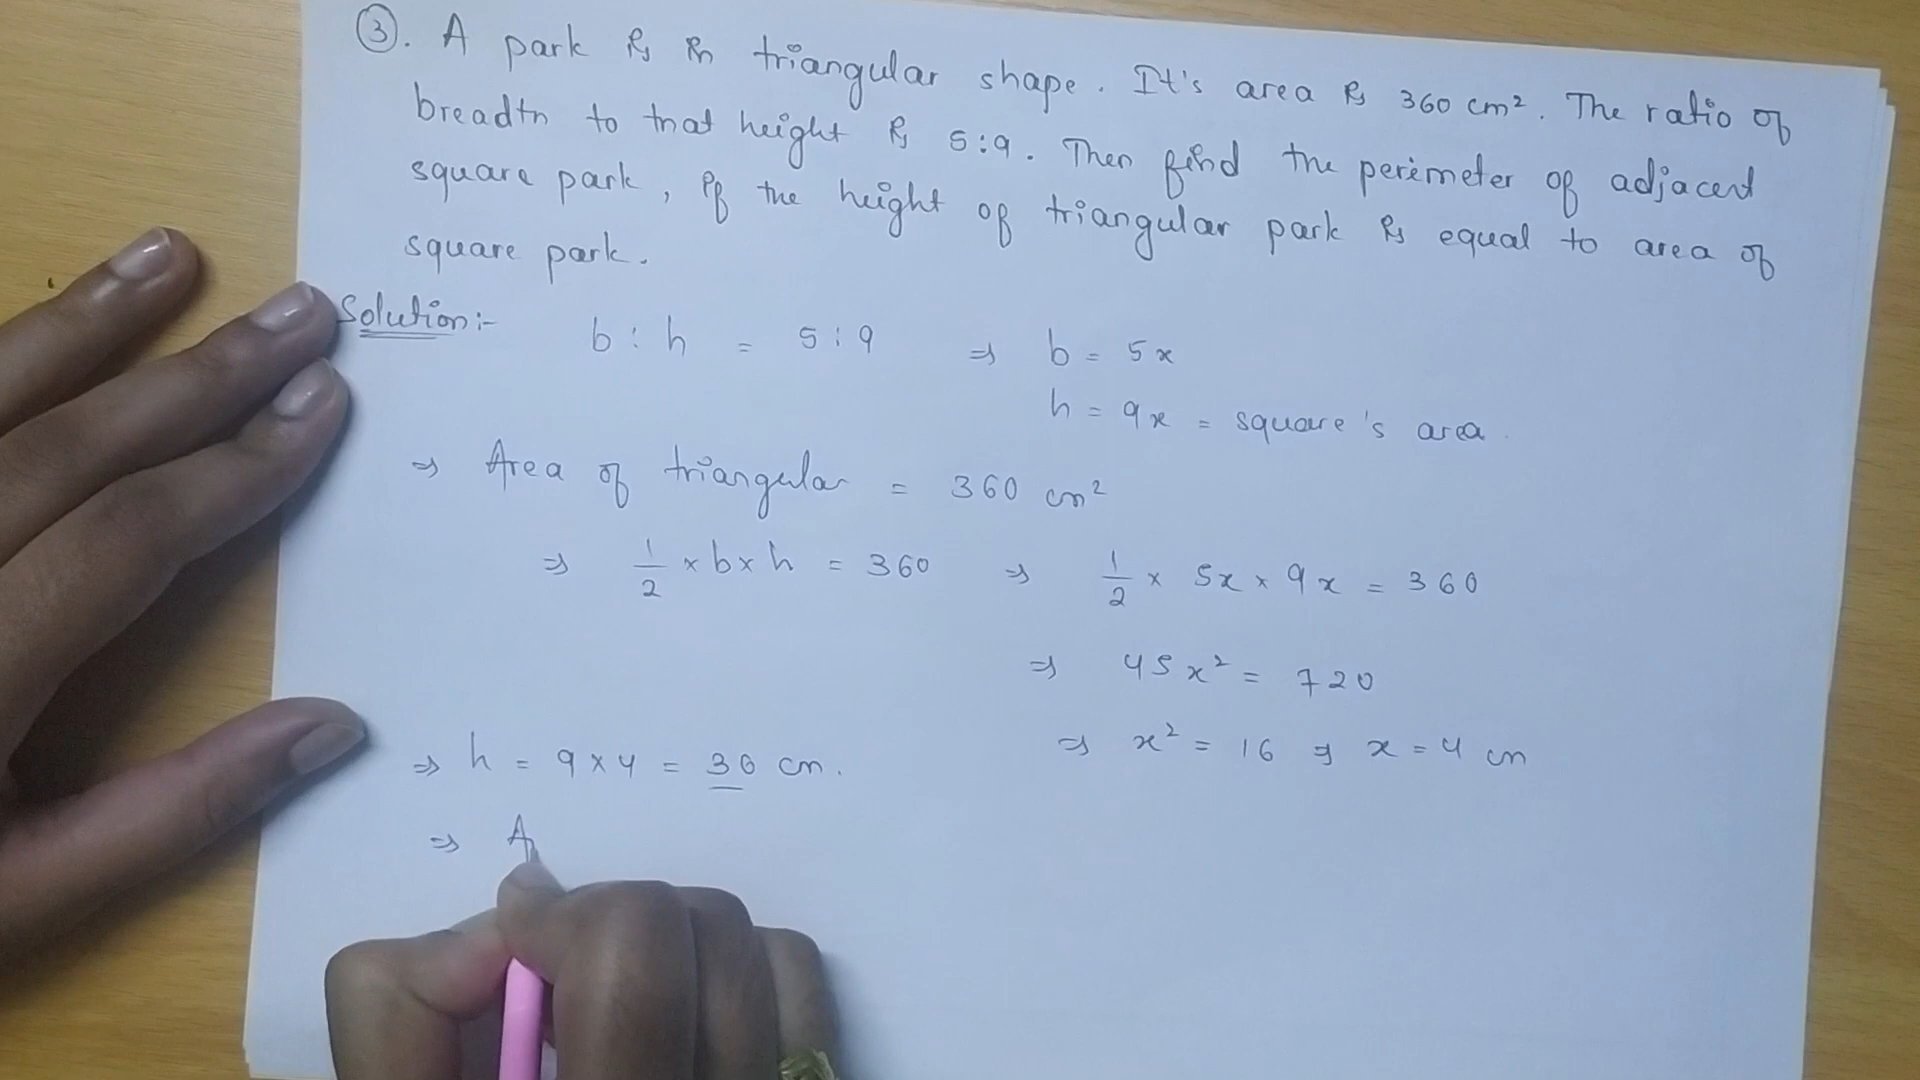 3. A park is in triangular shape. It's area is 360 cm². The ratio of
breadth to that height is 5:9. Then find the perimeter of adjacent
square park, if the height of triangular park is equal to area of
square park.
Solution:- b : h = 5 : 9 ⇒ b = 5x
h = 9x = square's area.
⇒ Area of triangular = 360 cm²
⇒ 1/2 × b × h = 360 ⇒ 1/2 × 5x × 9x = 360
⇒ 45x² = 720
⇒ x² = 16 ⇒ x = 4 cm
⇒ h = 9 × 4 = 36 cm.
⇒ A